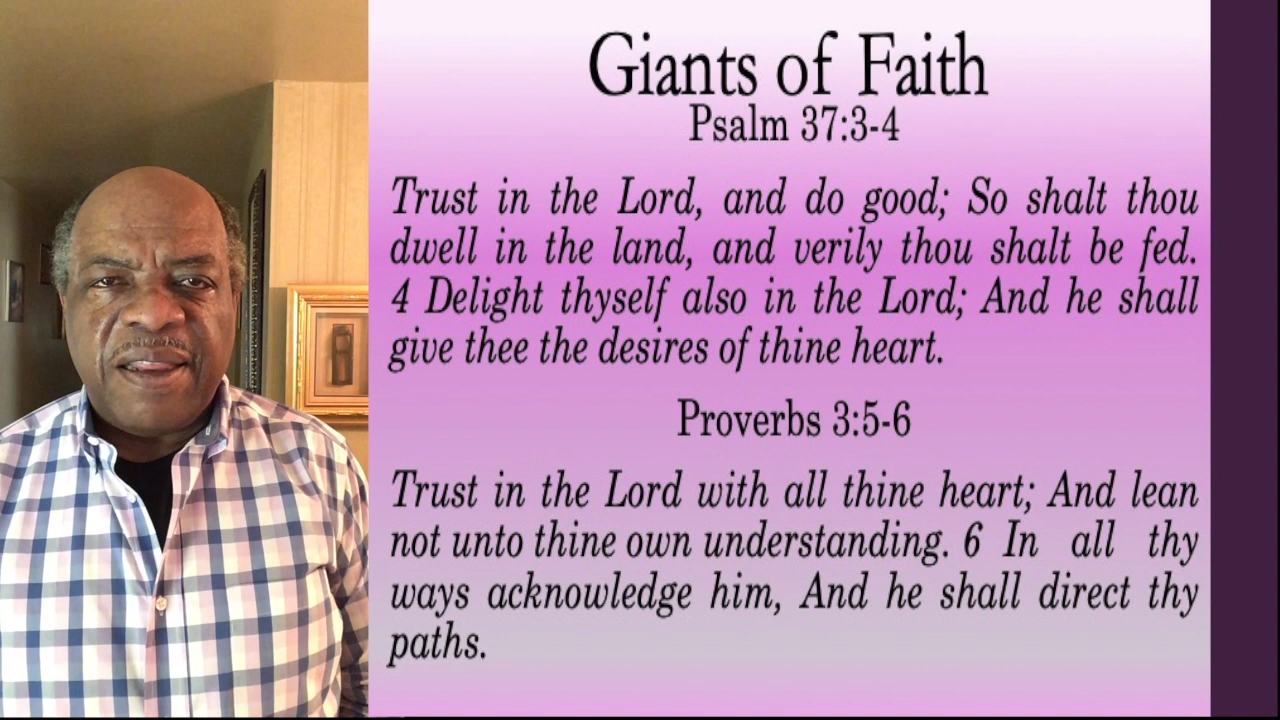 Giants of Faith
Psalm 37:3-4
Trust in the Lord, and do good; So shalt thou
dwell in the land, and verily thou shalt be fed.
4 Delight thyself also in the Lord; And he shall
give thee the desires of thine heart.
Proverbs 3:5-6
Trust in the Lord with all thine heart; And lean
not unto thine own understanding. 6 In all thy
ways acknowledge him, And he shall direct thy
paths.